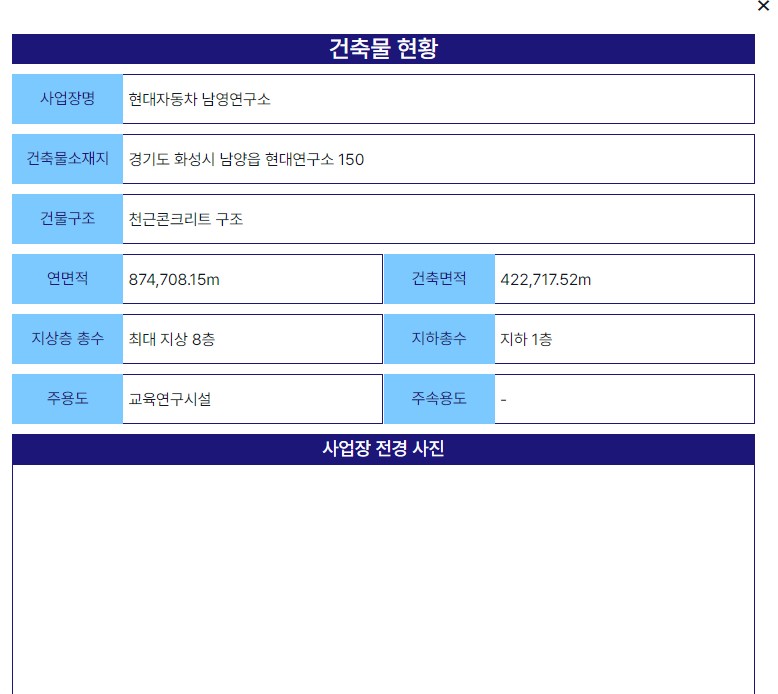 ×
건축물 현황
사업장명 현대자동차 남영연구소
건축물소재지 경기도 화성시 남양읍 현대연구소 150
건물구조 천근콘크리트 구조
연면적 874,708.15m 건축면적 422,717.52m
지상층 총수 최대 지상 8층 지하총수 지하 1층
주용도 교육연구시설 주속용도 -
사업장 전경 사진